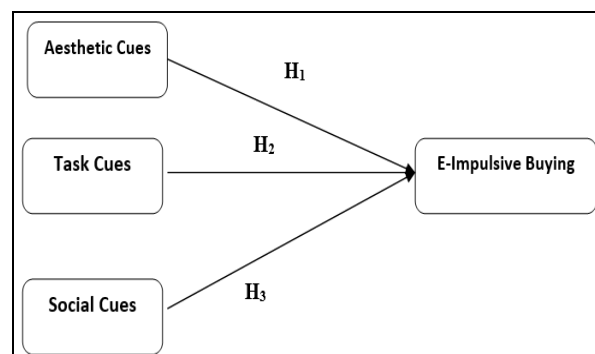 Aesthetic Cues
H₁
Task Cues
H₂
E-Impulsive Buying
Social Cues
H₃